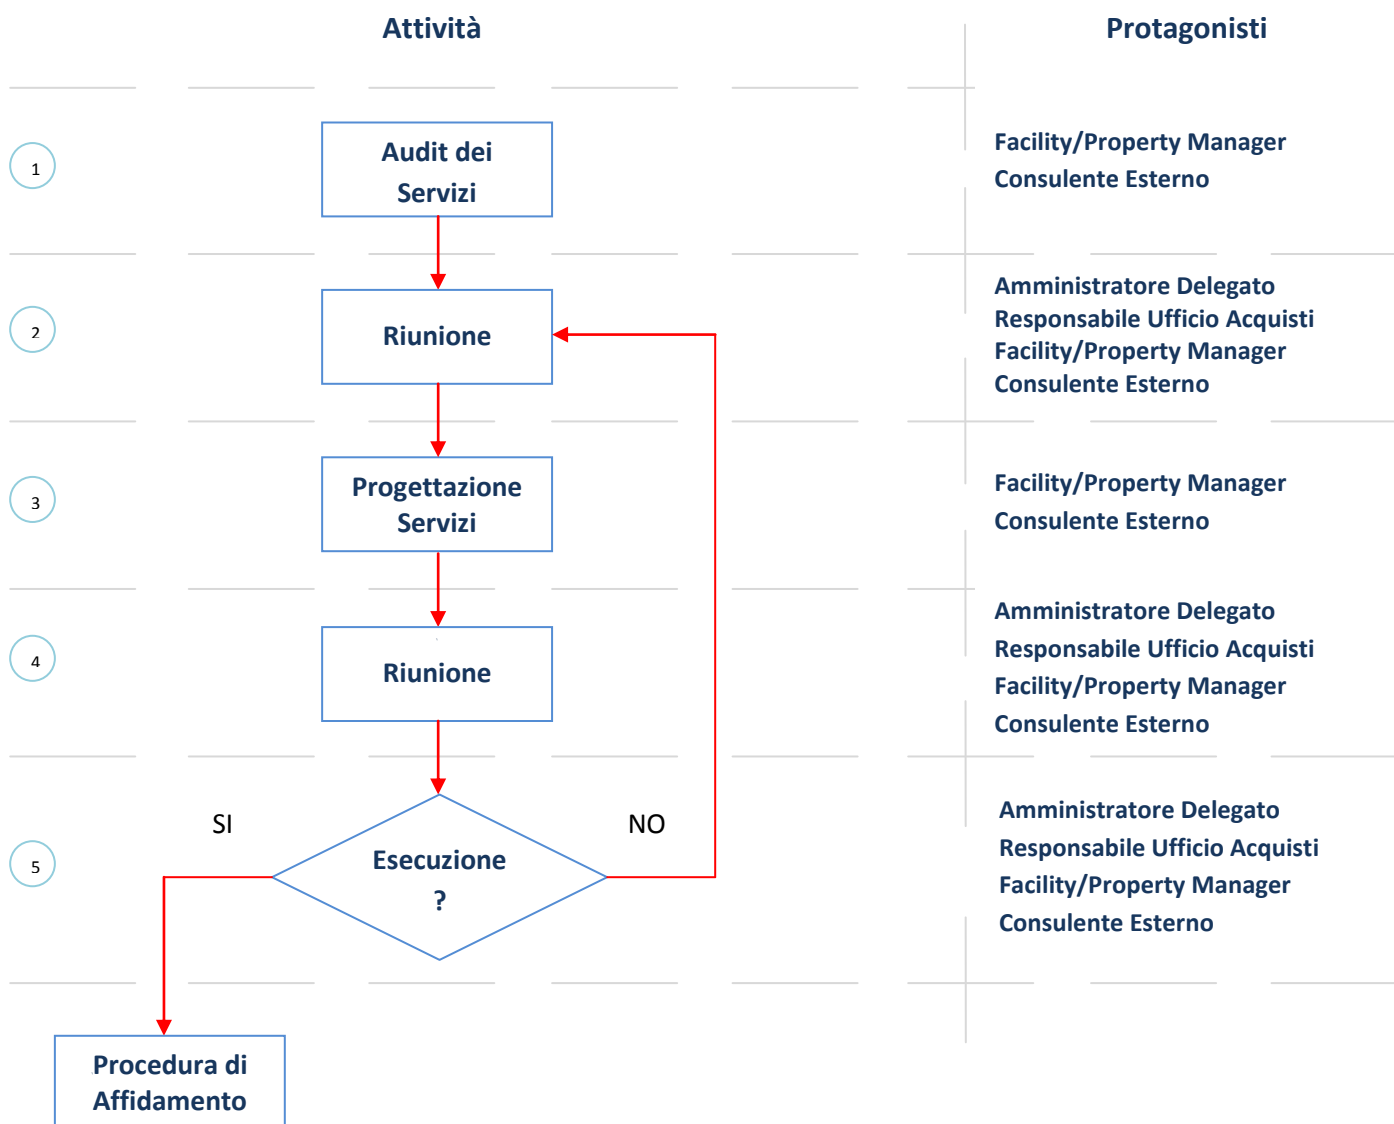 Attività
Protagonisti
1
Audit dei
Servizi
Facility/Property Manager
Consulente Esterno
2
Riunione
Amministratore Delegato
Responsabile Ufficio Acquisti
Facility/Property Manager
Consulente Esterno
3
Progettazione
Servizi
Facility/Property Manager
Consulente Esterno
4
Riunione
Amministratore Delegato
Responsabile Ufficio Acquisti
Facility/Property Manager
Consulente Esterno
5
SI
NO
Esecuzione
?
Amministratore Delegato
Responsabile Ufficio Acquisti
Facility/Property Manager
Consulente Esterno
Procedura di
Affidamento